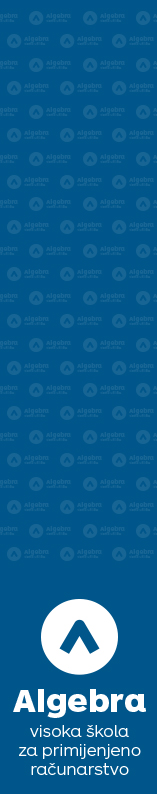 Algebra
visoka škola
za primijenjeno
računarstvo